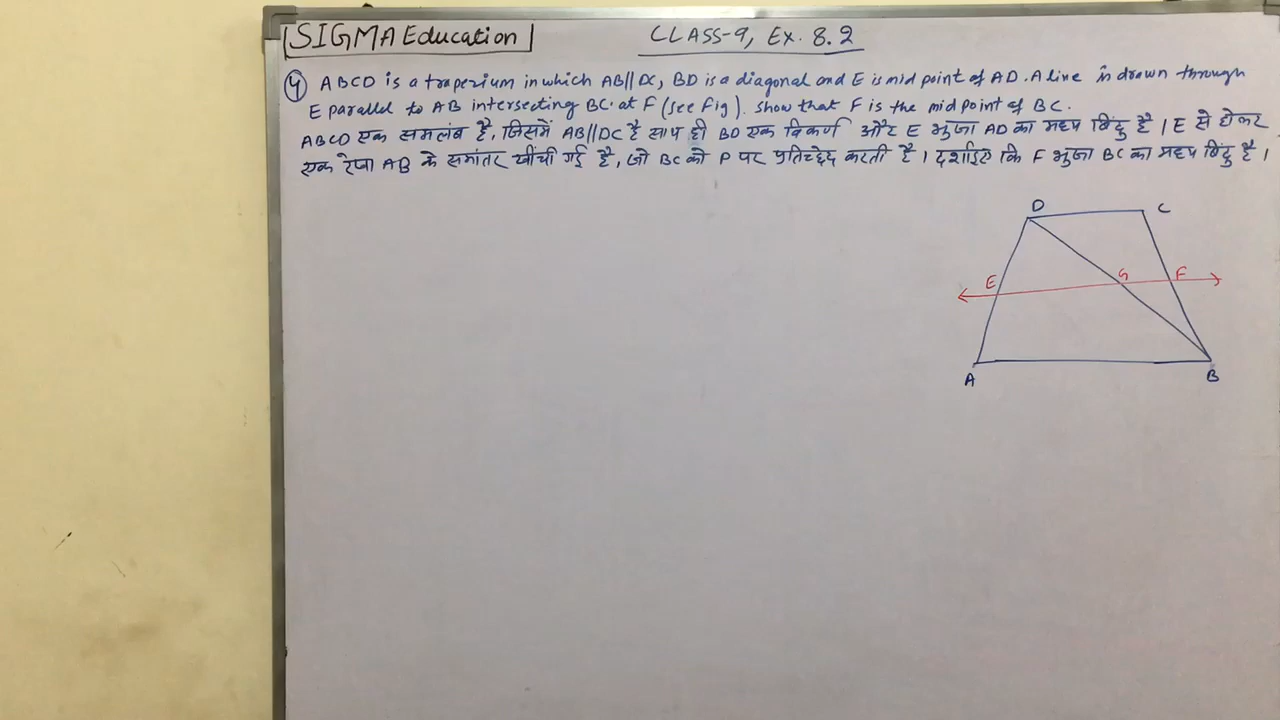 SIGMA Education
CLASS-9, Ex. 8.2
4) ABCD is a trapezium in which AB||DC, BD is a diagonal and E is mid point of AD. A line is drawn through
E parallel to AB intersecting BC at F (see Fig). Show that F is the mid point of BC.
ABCD एक समलंब है, जिसमें AB||DC है साथ ही BD एक विकर्ण और E भुजा AD का मध्य बिंदु है। E से होकर
एक रेखा AB के समांतर खींची गई है, जो BC को P पर प्रतिच्छेद करती है। दर्शाइए कि F भुजा BC का मध्य बिंदु है।
D C
E G F
A B